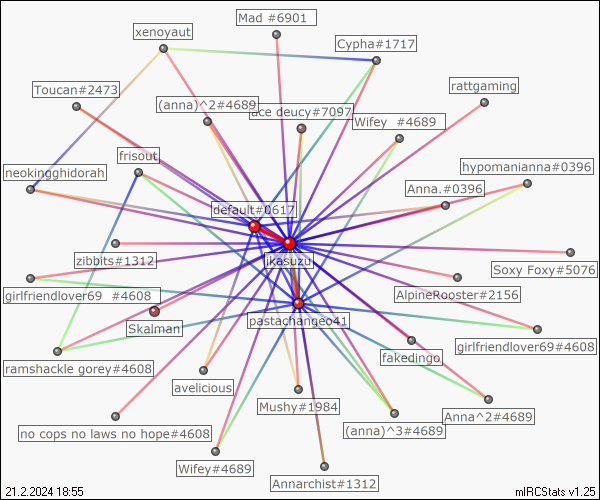 Mad #6901
xenoyaut
Cypha#1717
Toucan#2473
rattgaming
(anna)^2#4689
ace deucy#7097
Wifey #4689
frisout
hypomanianna#0396
neokingghidorah
Anna.#0396
default#0617
zibbits#1312
ikasuzu
Soxy Foxy#5076
girlfriendlover69 #4608
AlpineRooster#2156
Skalman
pastachangeo41
girlfriendlover69#4608
ramshackle gorey#4608
fakedingo
avelicious
Mushy#1984
Anna^2#4689
no cops no laws no hope#4608
(anna)^3#4689
Wifey#4689
Annarchist#1312
21.2.2024 18:55
mIRCStats v1.25